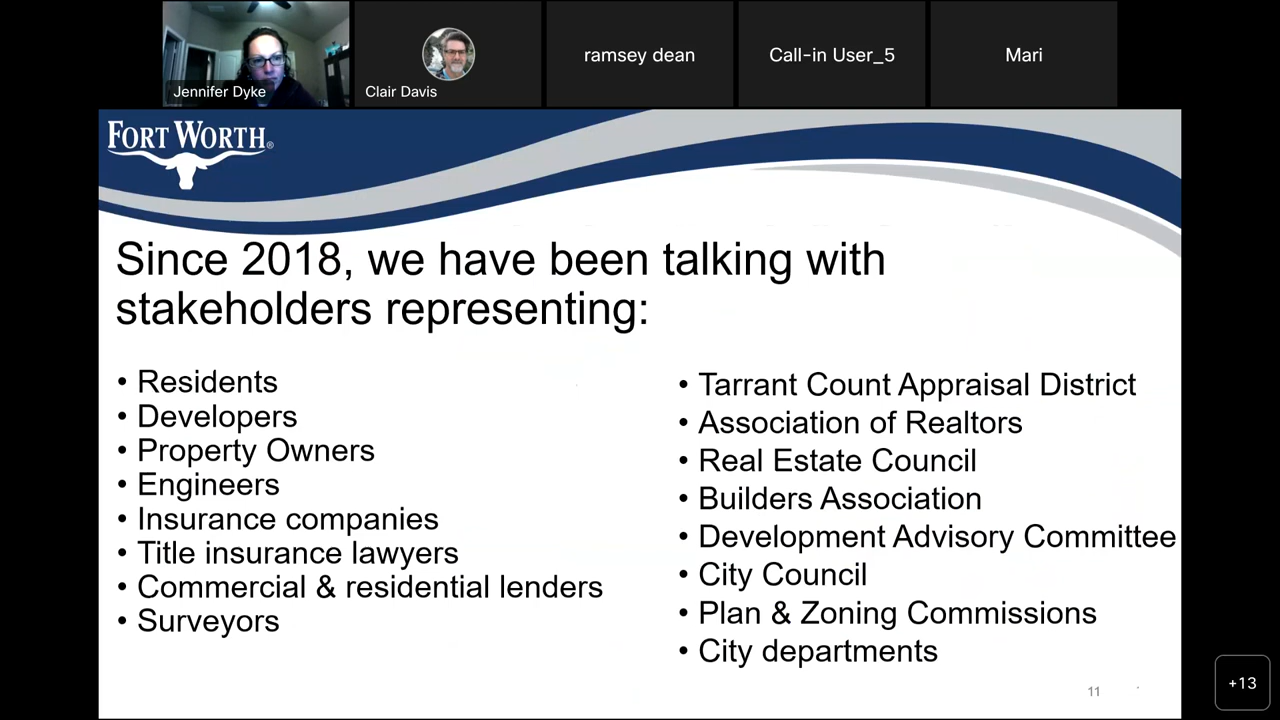 Jennifer Dyke
Clair Davis
ramsey dean
Call-in User_5
Mari
FORT WORTH®
Since 2018, we have been talking with
stakeholders representing:
• Residents
• Developers
• Property Owners
• Engineers
• Insurance companies
• Title insurance lawyers
• Commercial & residential lenders
• Surveyors
• Tarrant Count Appraisal District
• Association of Realtors
• Real Estate Council
• Builders Association
• Development Advisory Committee
• City Council
• Plan & Zoning Commissions
• City departments
11
+13